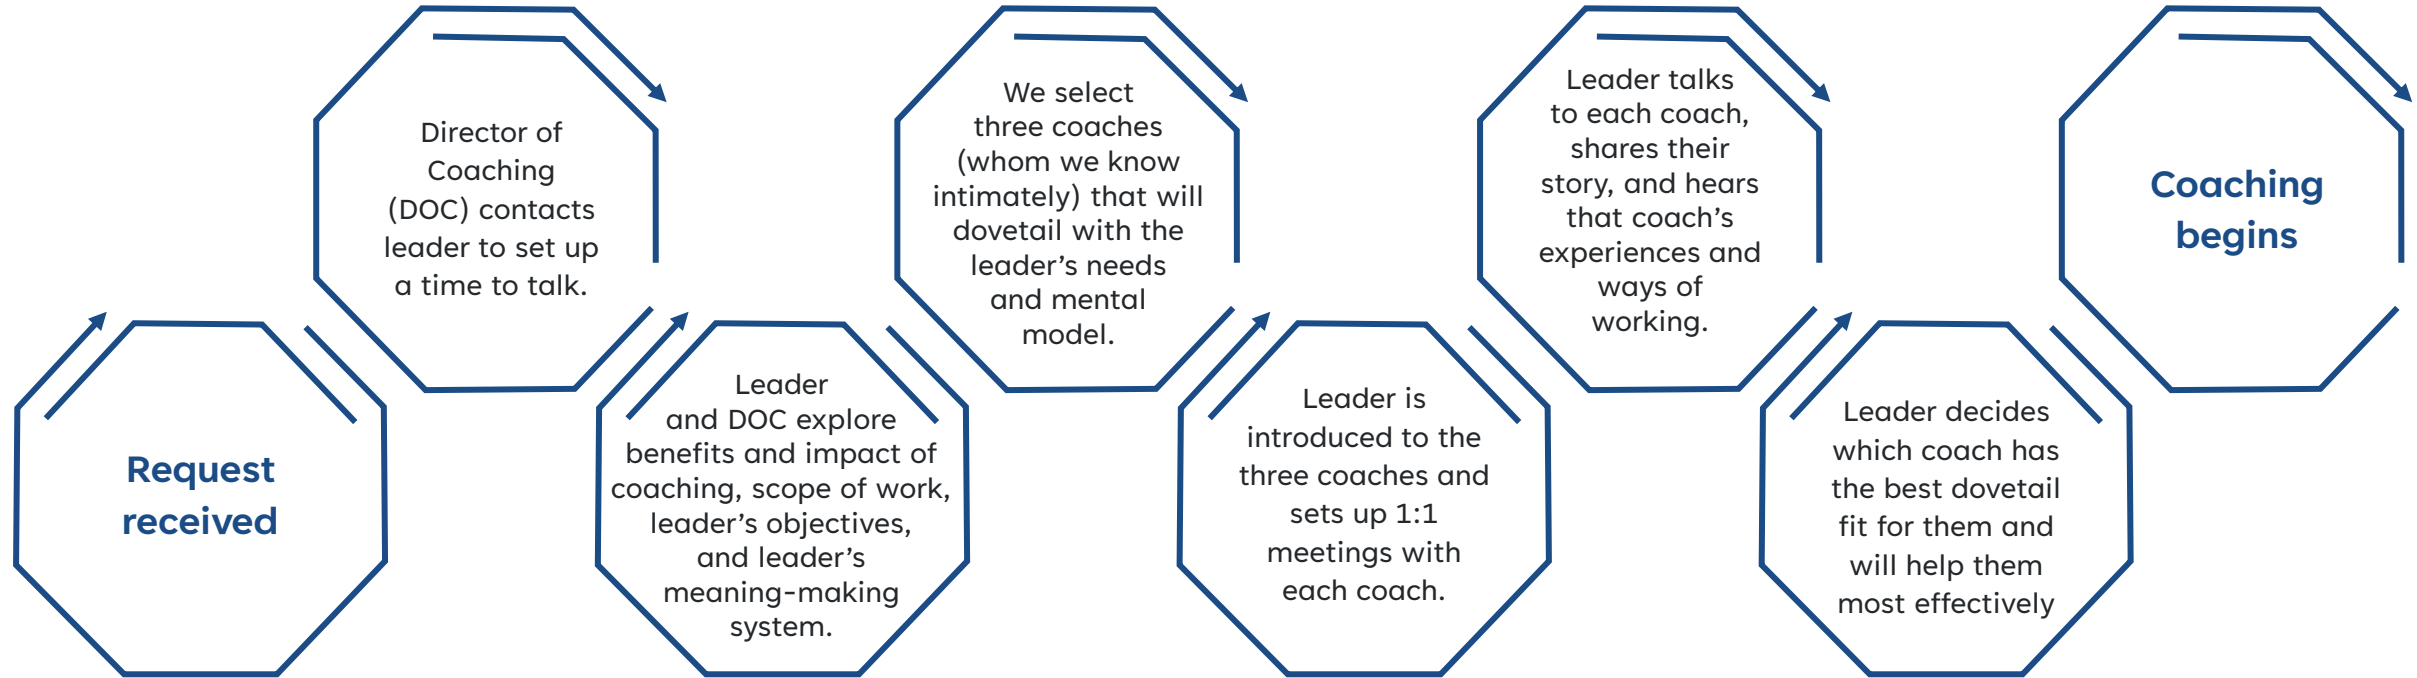 Request
received
Director of
Coaching
(DOC) contacts
leader to set up
a time to talk.
Leader
and DOC explore
benefits and impact of
coaching, scope of work,
leader’s objectives,
and leader’s
meaning-making
system.
We select
three coaches
(whom we know
intimately) that will
dovetail with the
leader’s needs
and mental
model.
Leader is
introduced to the
three coaches and
sets up 1:1
meetings with
each coach.
Leader talks
to each coach,
shares their
story, and hears
that coach’s
experiences and
ways of
working.
Leader decides
which coach has
the best dovetail
fit for them and
will help them
most effectively
Coaching
begins